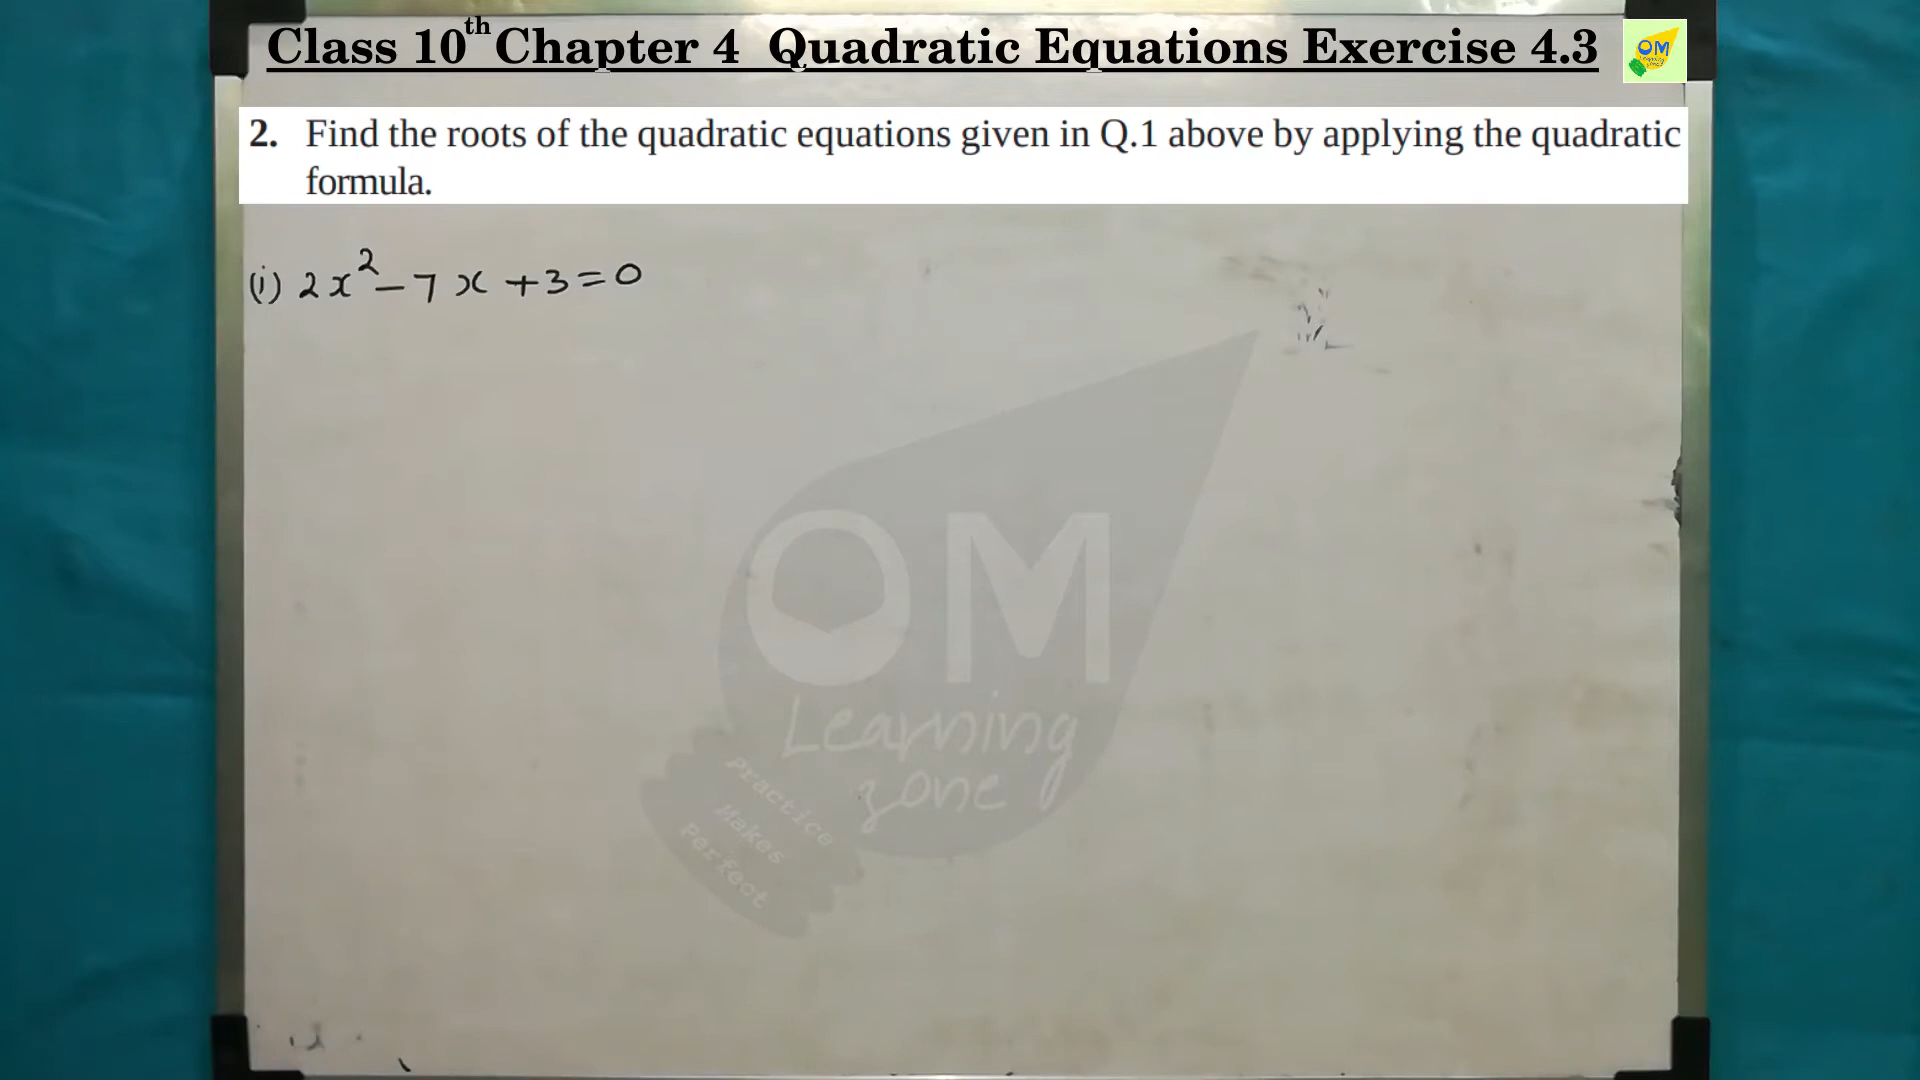 Class 10th Chapter 4 Quadratic Equations Exercise 4.3
OM
2. Find the roots of the quadratic equations given in Q.1 above by applying the quadratic
formula.
(i) 2x² - 7x + 3 = 0
OM
Learning
zone
Practice
Makes
Perfect